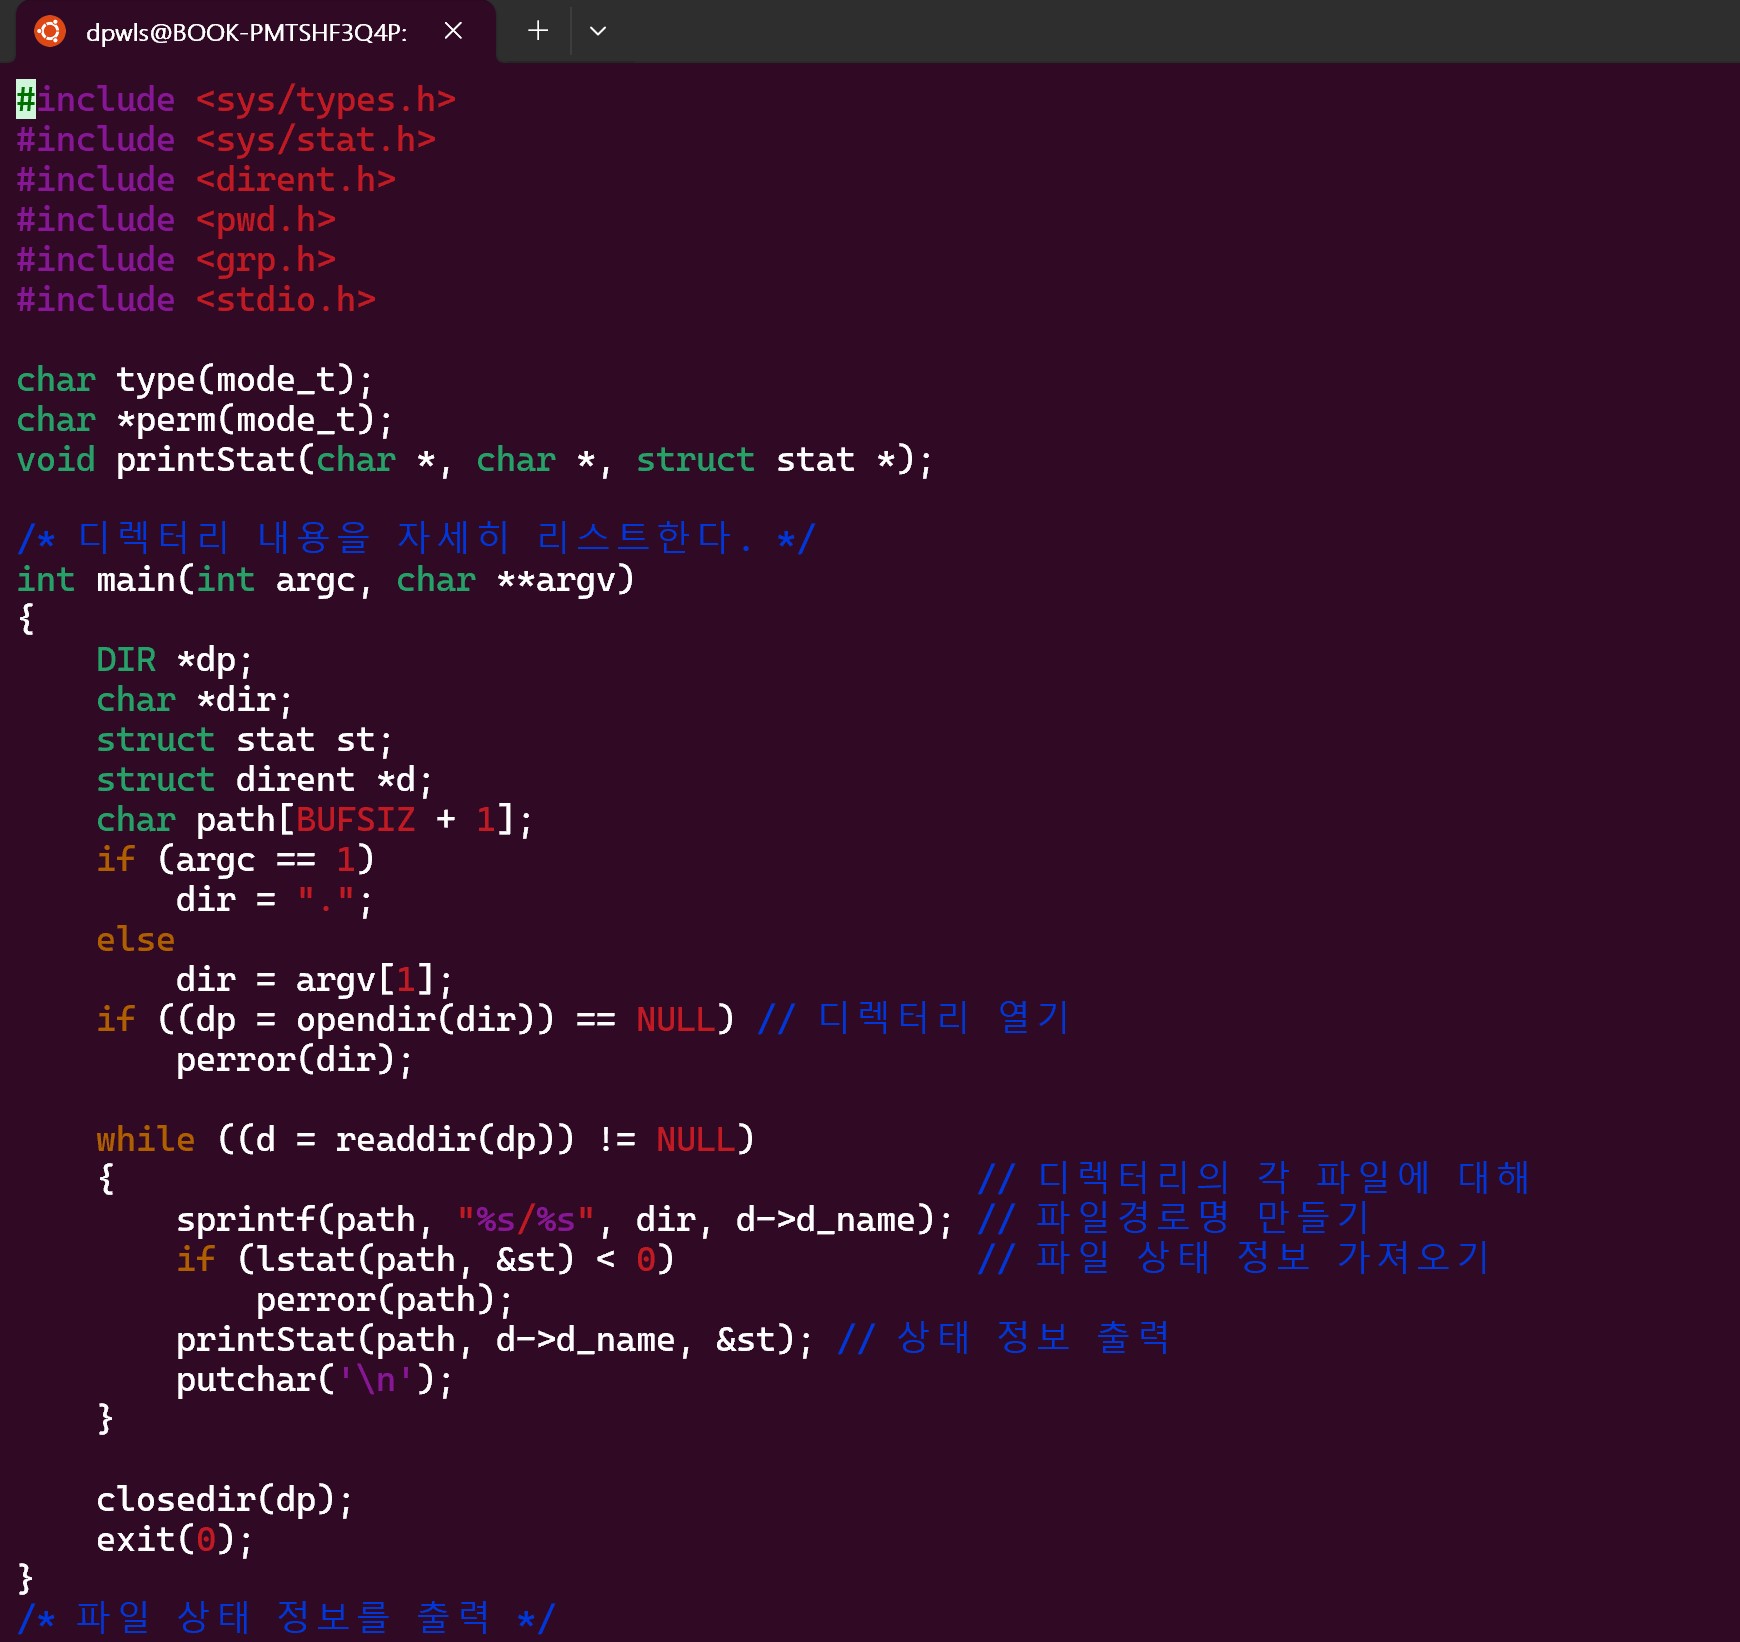 dpwls@BOOK-PMTSHF3Q4P:
#include <sys/types.h>
#include <sys/stat.h>
#include <dirent.h>
#include <pwd.h>
#include <grp.h>
#include <stdio.h>
char type(mode_t);
char *perm(mode_t);
void printStat(char *, char *, struct stat *);
/* 디렉터리 내용을 자세히 리스트한다. */
int main(int argc, char **argv)
{
    DIR *dp;
    char *dir;
    struct stat st;
    struct dirent *d;
    char path[BUFSIZ + 1];
    if (argc == 1)
        dir = ".";
    else
        dir = argv[1];
    if ((dp = opendir(dir)) == NULL) // 디렉터리 열기
        perror(dir);
    while ((d = readdir(dp)) != NULL)
    {                                           // 디렉터리의 각 파일에 대해
        sprintf(path, "%s/%s", dir, d->d_name); // 파일경로명 만들기
        if (lstat(path, &st) < 0)               // 파일 상태 정보 가져오기
            perror(path);
        printStat(path, d->d_name, &st); // 상태 정보 출력
        putchar('\n');
    }
    closedir(dp);
    exit(0);
}
/* 파일 상태 정보를 출력 */